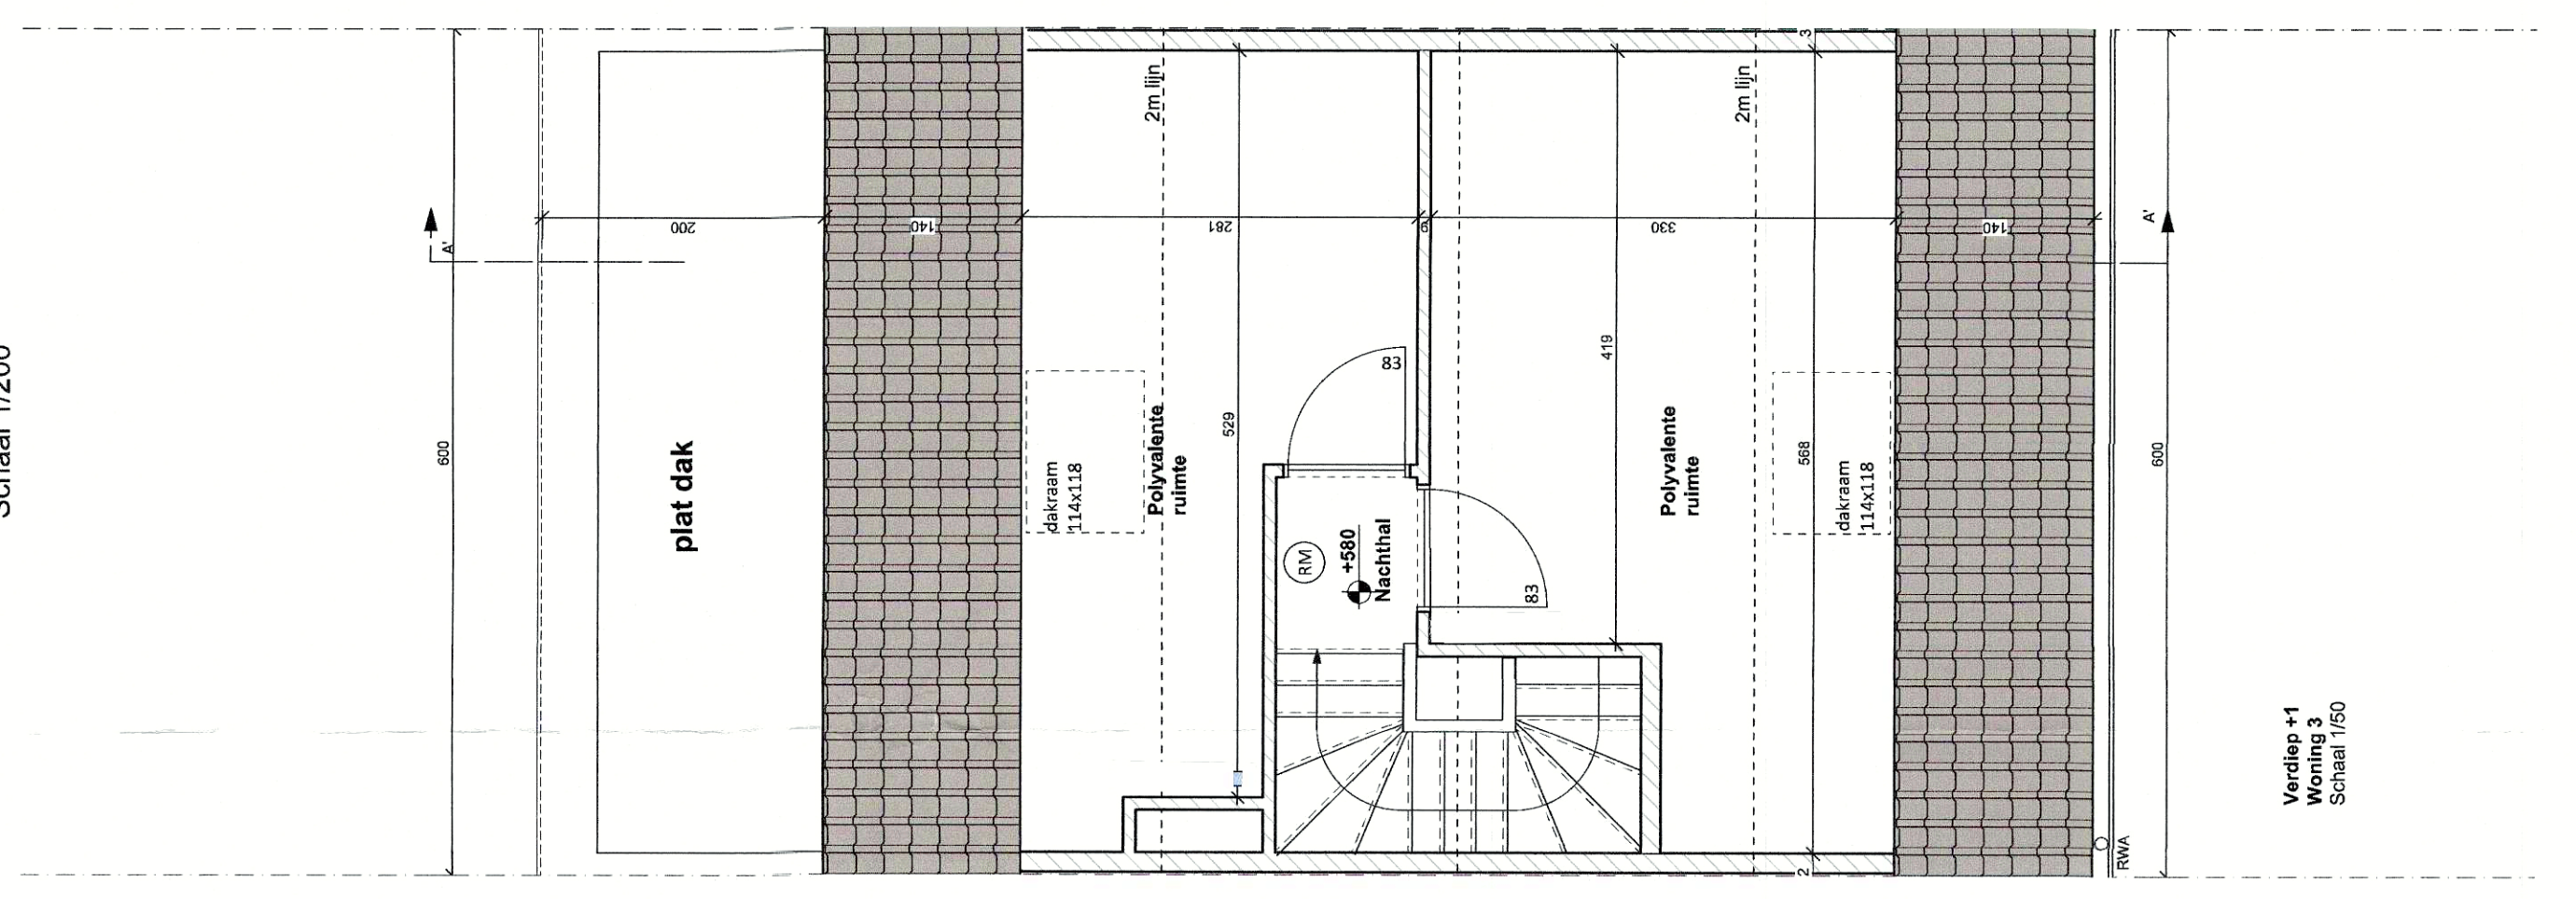 Schaal 1/200
600
A'
200
plat dak
140
2m lijn
281
dakraam
114x118
Polyvalente
ruimte
529
83
9
RM
+580
Nachthal
83
2m lijn
3
330
419
Polyvalente
ruimte
568
dakraam
114x118
2
140
A'
600
RWA
Verdiep +1
Woning 3
Schaal 1/50